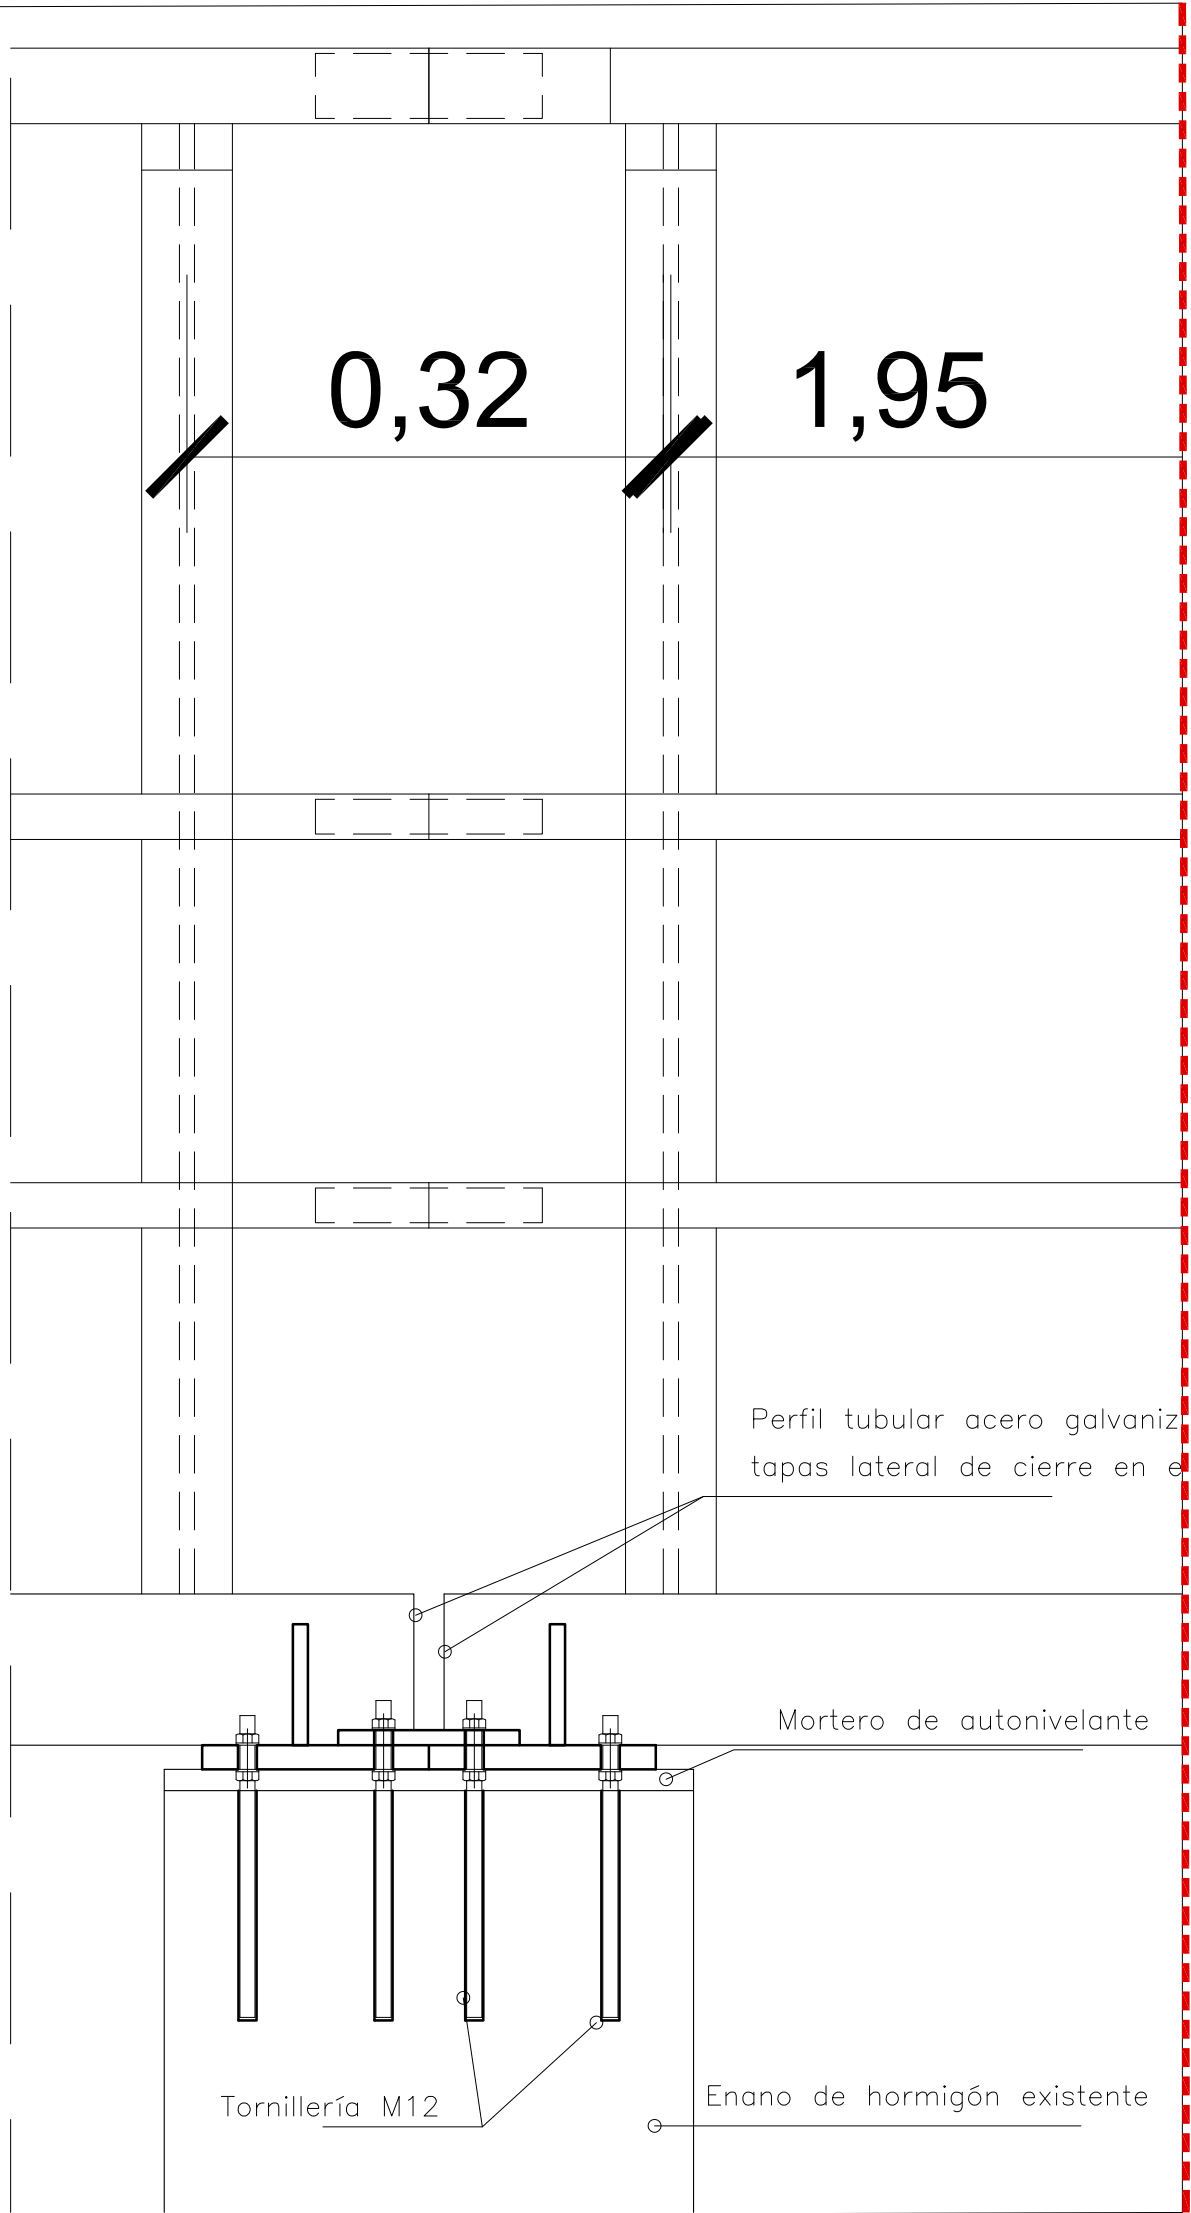 0,32 1,95
Perfil tubular acero galvaniz
tapas lateral de cierre en e
Mortero de autonivelante
Tornillería M12
Enano de hormigón existente